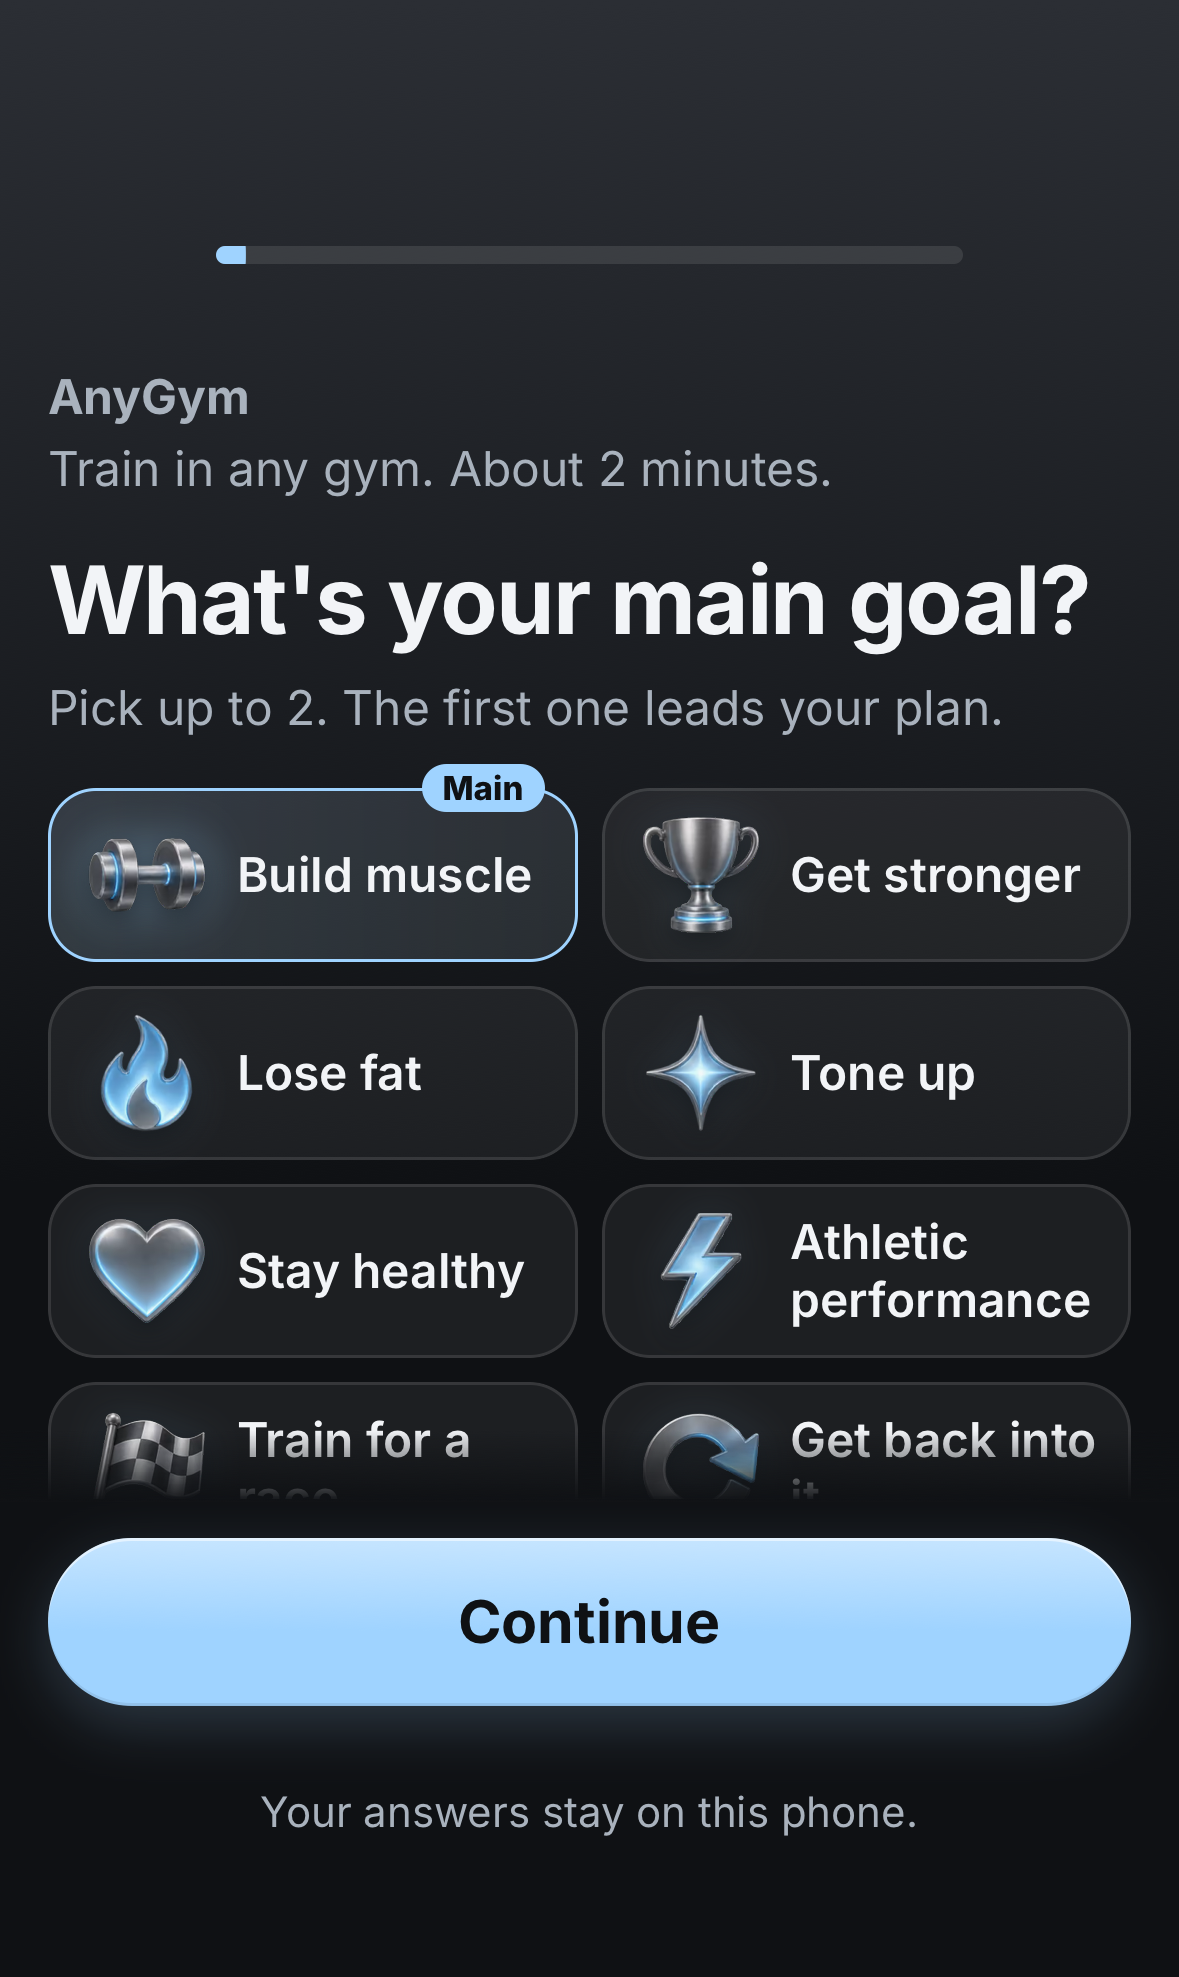 AnyGym
Train in any gym. About 2 minutes.
What's your main goal?
Pick up to 2. The first one leads your plan.
Main
Build muscle
Get stronger
Lose fat
Tone up
Stay healthy
Athletic
performance
Train for a
race
Get back into
it
Continue
Your answers stay on this phone.